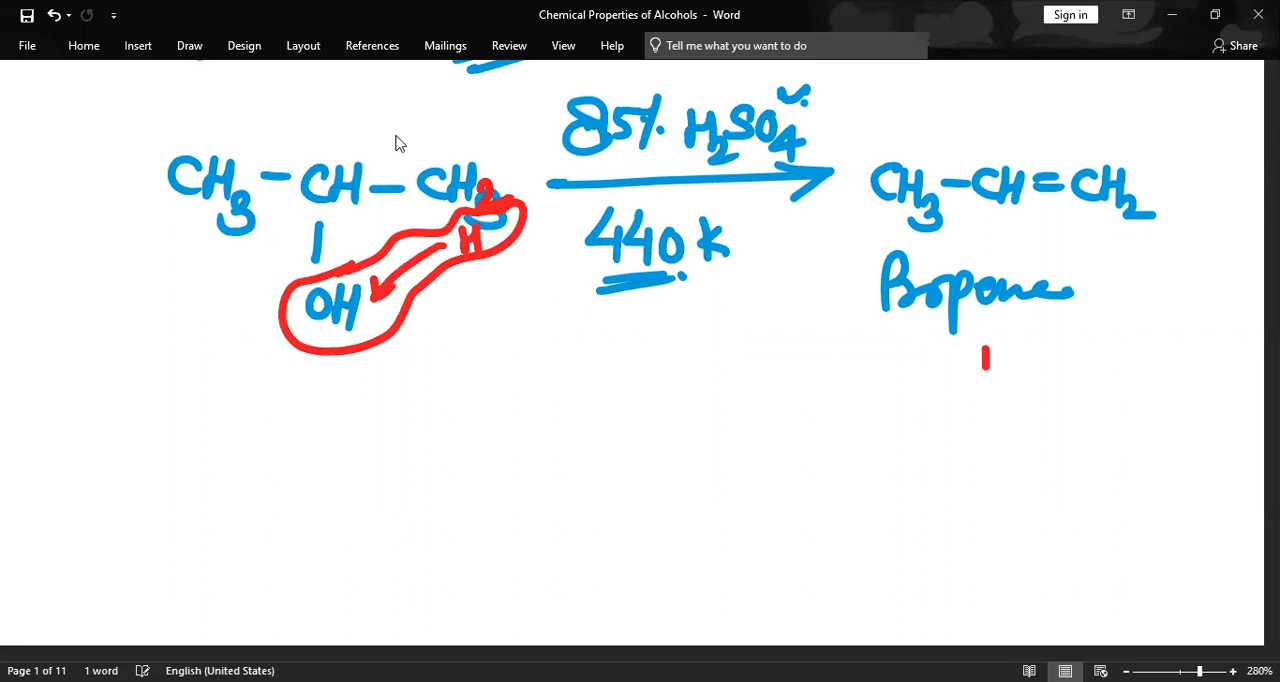 Chemical Properties of Alcohols - Word
Sign in
File Home Insert Draw Design Layout References Mailings Review View Help Tell me what you want to do Share
85% H2SO4
CH3 - CH - CH2
CH3 - CH = CH2
H
440 K
OH
Propene
Page 1 of 11 1 word English (United States) 280%